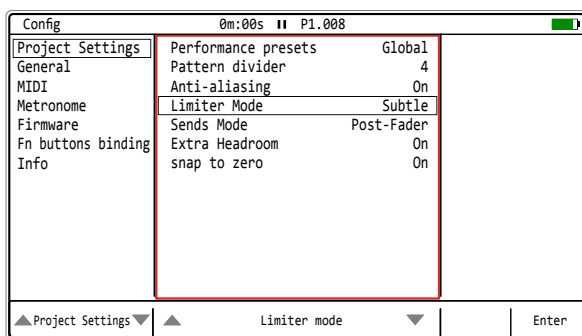 Config 0m:00s P1.008
Project Settings Performance presets Global
General Pattern divider 4
MIDI Anti-aliasing On
Metronome Limiter Mode Subtle
Firmware Sends Mode Post-Fader
Fn buttons binding Extra Headroom On
Info snap to zero On
Project Settings Limiter mode Enter